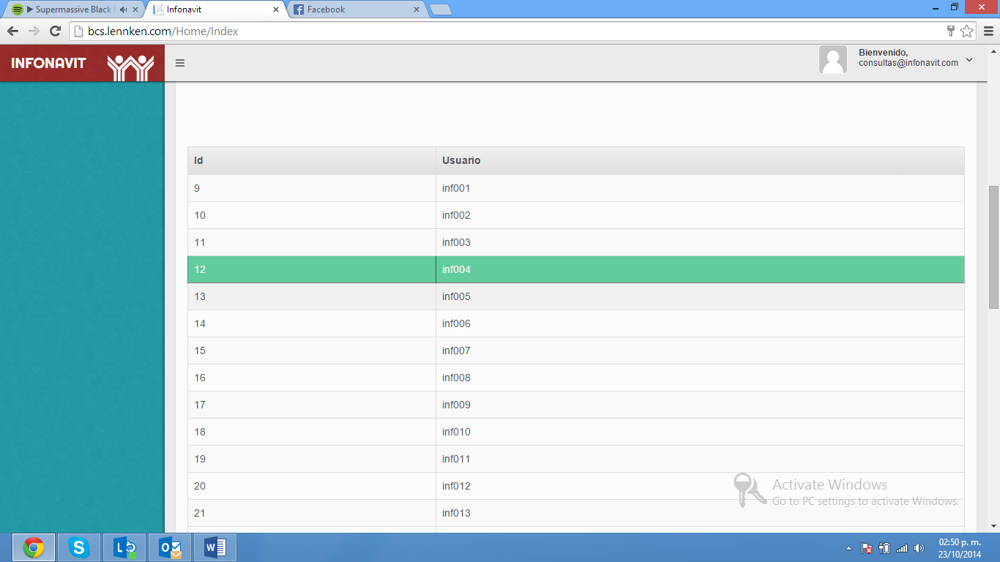 Supermassive Black
Infonavit
Facebook
bcs.lennken.com/Home/Index
INFONAVIT
Bienvenido,
consultas@infonavit.com
Id Usuario
9 inf001
10 inf002
11 inf003
12 inf004
13 inf005
14 inf006
15 inf007
16 inf008
17 inf009
18 inf010
19 inf011
20 inf012
21 inf013
Activate Windows
Go to PC settings to activate Windows.
02:50 p. m.
23/10/2014